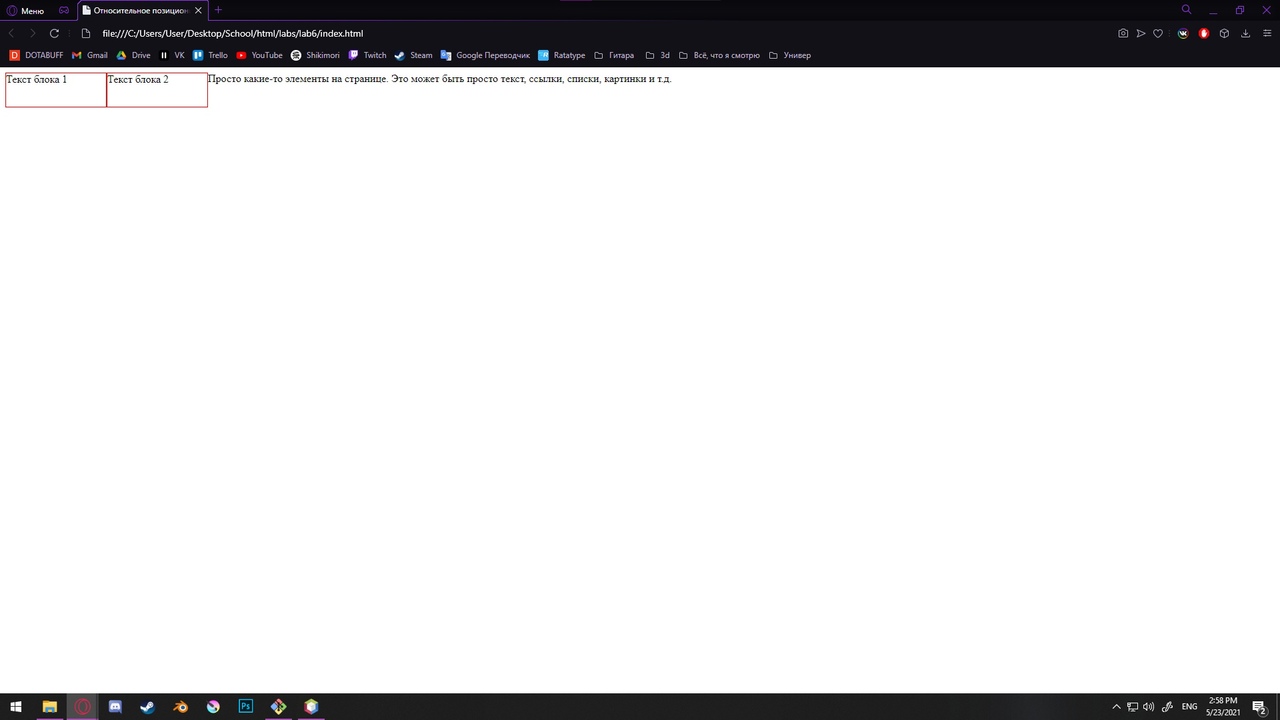 Меню
Относительное позицион
file:///C:/Users/User/Desktop/School/html/labs/lab6/index.html
DOTABUFF Gmail Drive VK Trello YouTube Shikimori Twitch Steam Google Переводчик Ratatype Гитара 3d Всё, что я смотрю Универ
Текст блока 1 Текст блока 2 Просто какие-то элементы на странице. Это может быть просто текст, ссылки, списки, картинки и т.д.
Ps
ENG
2:58 PM
5/23/2021
2